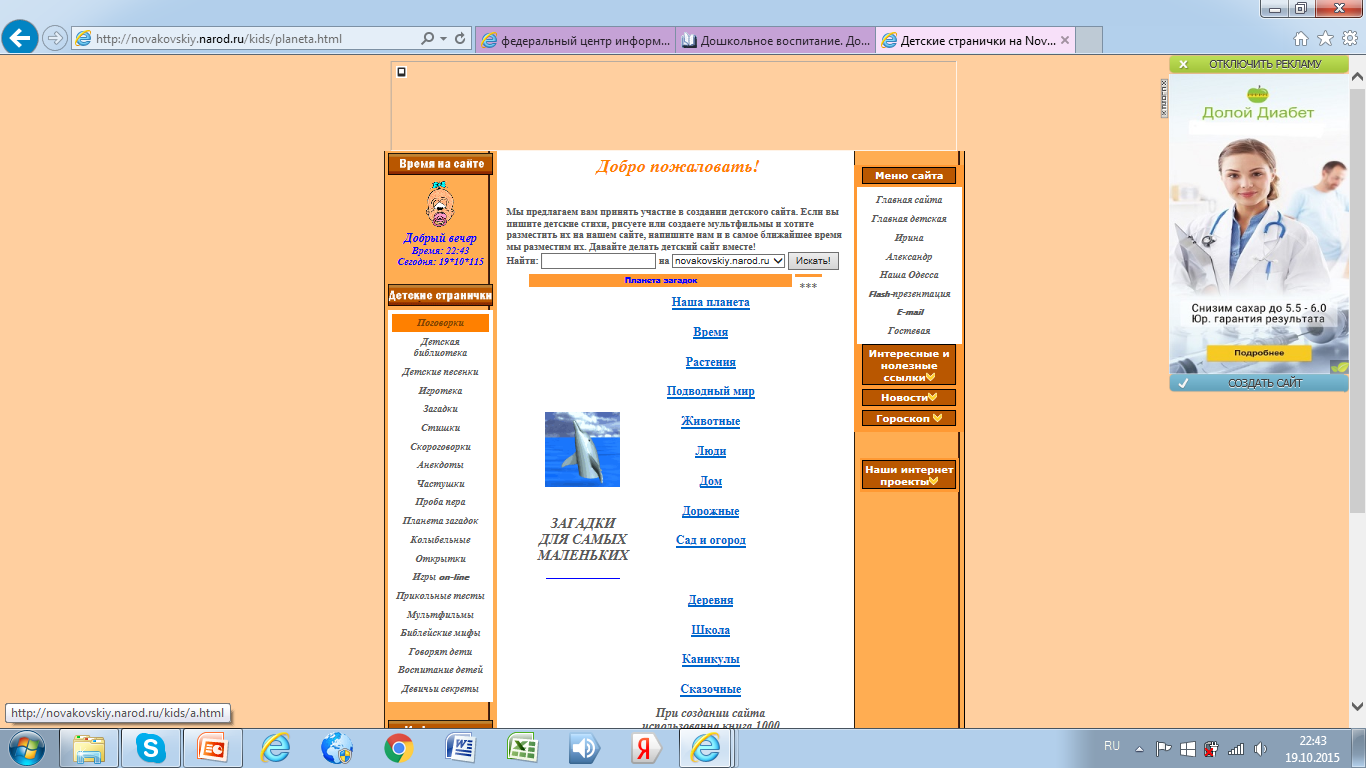 http://novakovskiy.narod.ru/kids/planeta.html
федеральный центр информ...
Дошкольное воспитание. До...
Детские странички на Nov...
Время на сайте
Добрый вечер
Время: 22:43
Сегодня: 19*10*115
Детские странички
Поговорки
Детская
библиотека
Детские песенки
Игротека
Загадки
Стишки
Скороговорки
Анекдоты
Частушки
Проба пера
Планета загадок
Колыбельные
Открытки
Игры on-line
Прикольные тесты
Мультфильмы
Библейские мифы
Говорят дети
Воспитание детей
Девичьи секреты
Добро пожаловать!
Мы предлагаем вам принять участие в создании детского сайта. Если вы
пишите детские стихи, рисуете или создаете мультфильмы и хотите
разместить их на нашем сайте, напишите нам и в самое ближайшее время
мы разместим их. Давайте делать детский сайт вместе!
Найти: на novakovskiy.narod.ru Искать!
Планета загадок
***
Наша планета
Время
Растения
Подводный мир
Животные
Люди
Дом
Дорожные
Сад и огород
ЗАГАДКИ
ДЛЯ САМЫХ
МАЛЕНЬКИХ
Деревня
Школа
Каникулы
Сказочные
При создании сайта
использованна книга 1000
Меню сайта
Главная сайта
Главная детская
Ирина
Александр
Наша Одесса
Flash-презентация
E-mail
Гостевая
Интересные и
полезные
ссылки
Новости
Гороскоп
Наши интернет
проекты
ОТКЛЮЧИТЬ РЕКЛАМУ
Долой Диабет
Снизим сахар до 5.5 - 6.0
Юр. гарантия результата
Подробнее
СОЗДАТЬ САЙТ
http://novakovskiy.narod.ru/kids/a.html
RU
22:43
19.10.2015